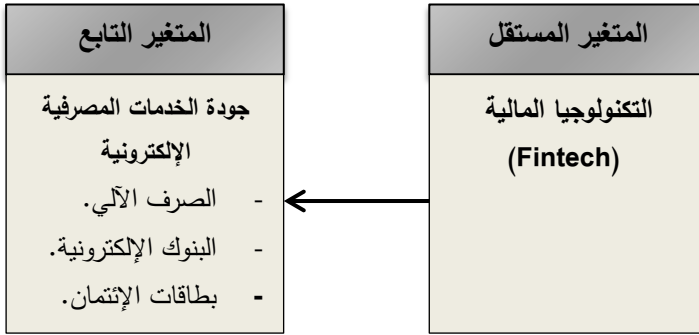 المتغير المستقل
التكنولوجيا المالية
(Fintech)
المتغير التابع
جودة الخدمات المصرفية
الإلكترونية
- الصرف الآلي.
- البنوك الإلكترونية.
- بطاقات الإئتمان.